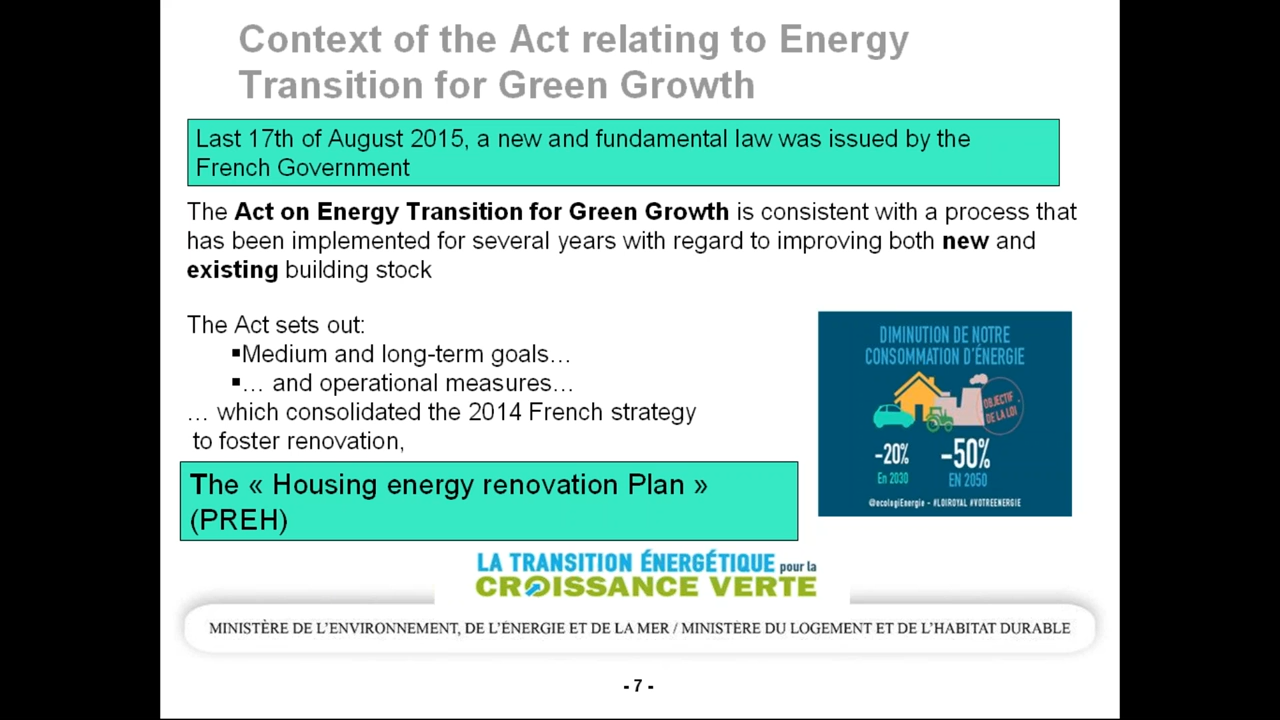 Context of the Act relating to Energy
Transition for Green Growth
Last 17th of August 2015, a new and fundamental law was issued by the
French Government
The Act on Energy Transition for Green Growth is consistent with a process that
has been implemented for several years with regard to improving both new and
existing building stock
The Act sets out:
▪Medium and long-term goals…
▪… and operational measures…
… which consolidated the 2014 French strategy
to foster renovation,
The « Housing energy renovation Plan »
(PREH)
DIMINUTION DE NOTRE
CONSOMMATION D'ÉNERGIE
OBJECTIF
DE LA LOI
-20%
En 2030
-50%
EN 2050
@ecologiEnergie - #LOIROYAL #VOTREENERGIE
LA TRANSITION ÉNERGÉTIQUE pour la
CROISSANCE VERTE
MINISTÈRE DE L'ENVIRONNEMENT, DE L'ÉNERGIE ET DE LA MER / MINISTÈRE DU LOGEMENT ET DE L'HABITAT DURABLE
- 7 -